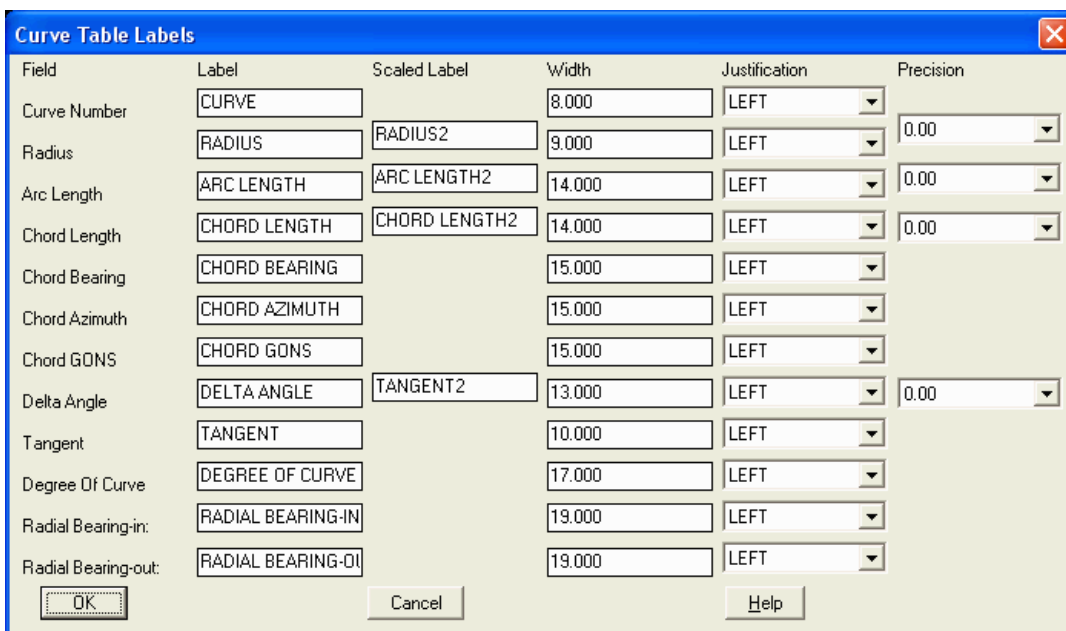 Curve Table Labels
Field Label Scaled Label Width Justification Precision
Curve Number CURVE 8.000 LEFT
Radius RADIUS RADIUS2 9.000 LEFT 0.00
Arc Length ARC LENGTH ARC LENGTH2 14.000 LEFT 0.00
Chord Length CHORD LENGTH CHORD LENGTH2 14.000 LEFT 0.00
Chord Bearing CHORD BEARING 15.000 LEFT
Chord Azimuth CHORD AZIMUTH 15.000 LEFT
Chord GONS CHORD GONS 15.000 LEFT
Delta Angle DELTA ANGLE TANGENT2 13.000 LEFT 0.00
Tangent TANGENT 10.000 LEFT
Degree Of Curve DEGREE OF CURVE 17.000 LEFT
Radial Bearing-in: RADIAL BEARING-IN 19.000 LEFT
Radial Bearing-out: RADIAL BEARING-OU 19.000 LEFT
OK Cancel Help